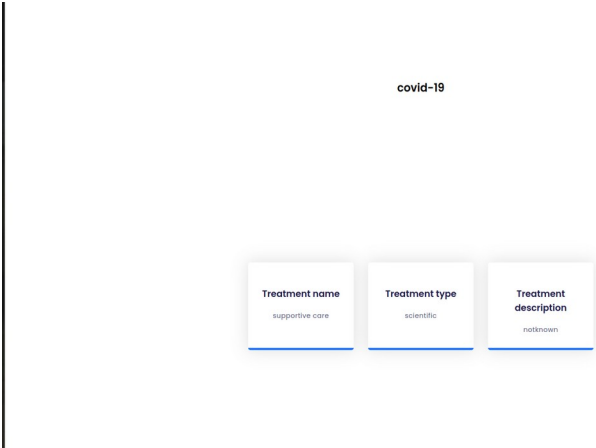 covid-19
Treatment name
supportive care
Treatment type
scientific
Treatment
description
notknown